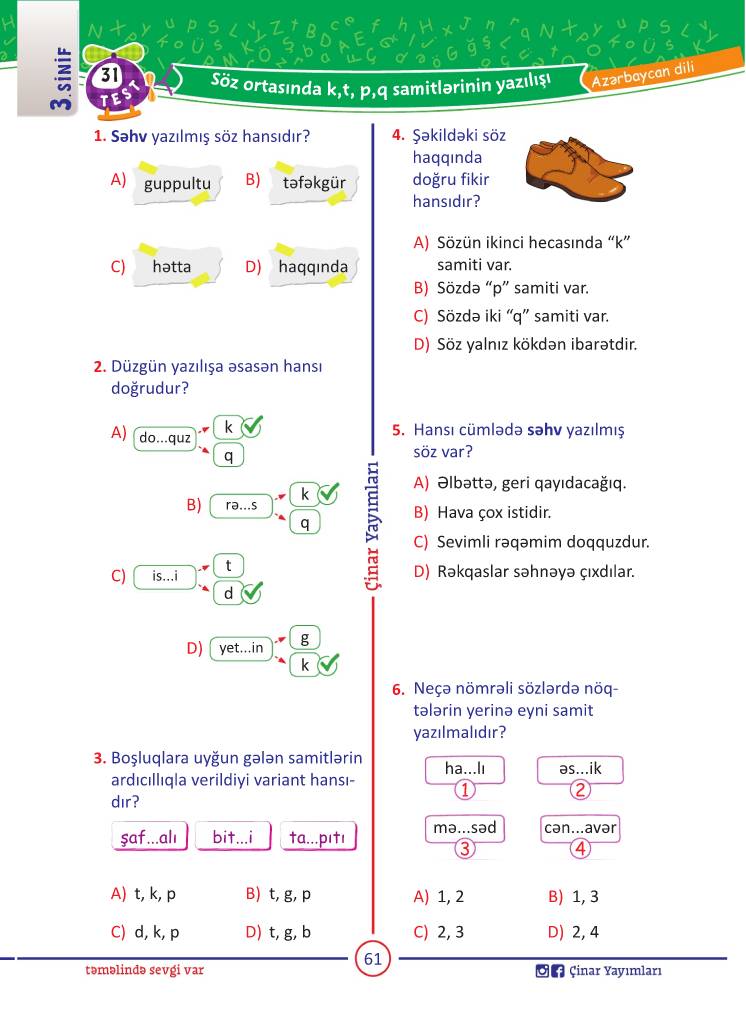 3. SİNİF
31
TEST
Söz ortasında k,t, p,q samitlərinin yazılışı
Azərbaycan dili
1. Səhv yazılmış söz hansıdır?
A) guppultu
B) təfəkgür
C) hətta
D) haqqında
2. Düzgün yazılışa əsasən hansı
doğrudur?
A) do...quz
k
q
B) rə...s
k
q
C) is...i
t
d
D) yet...in
g
k
3. Boşluqlara uyğun gələn samitlərin
ardıcıllıqla verildiyi variant hansı-
dır?
şaf...alı
bit...i
ta...pıtı
A) t, k, p
B) t, g, p
C) d, k, p
D) t, g, b
4. Şəkildəki söz
haqqında
doğru fikir
hansıdır?
A) Sözün ikinci hecasında “k”
samiti var.
B) Sözdə “p” samiti var.
C) Sözdə iki “q” samiti var.
D) Söz yalnız kökdən ibarətdir.
5. Hansı cümlədə səhv yazılmış
söz var?
A) Əlbəttə, geri qayıdacağıq.
B) Hava çox istidir.
C) Sevimli rəqəmim doqquzdur.
D) Rəkqaslar səhnəyə çıxdılar.
6. Neçə nömrəli sözlərdə nöq-
tələrin yerinə eyni samit
yazılmalıdır?
ha...lı
1
əs...ik
2
mə...səd
3
cən...avər
4
A) 1, 2
B) 1, 3
C) 2, 3
D) 2, 4
Çinar Yayımları
təməlində sevgi var
61
Çinar Yayımları